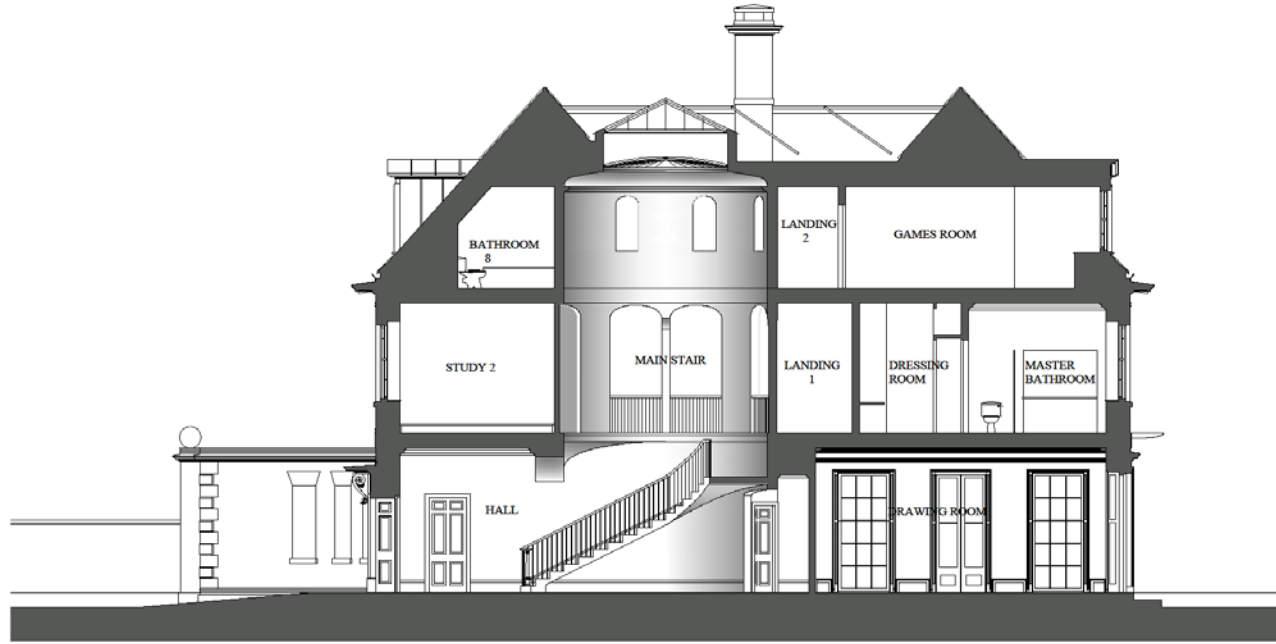 LANDING
2
GAMES ROOM
BATHROOM
8
STUDY 2
MAIN STAIR
LANDING
1
DRESSING
ROOM
MASTER
BATHROOM
HALL
DRAWING ROOM